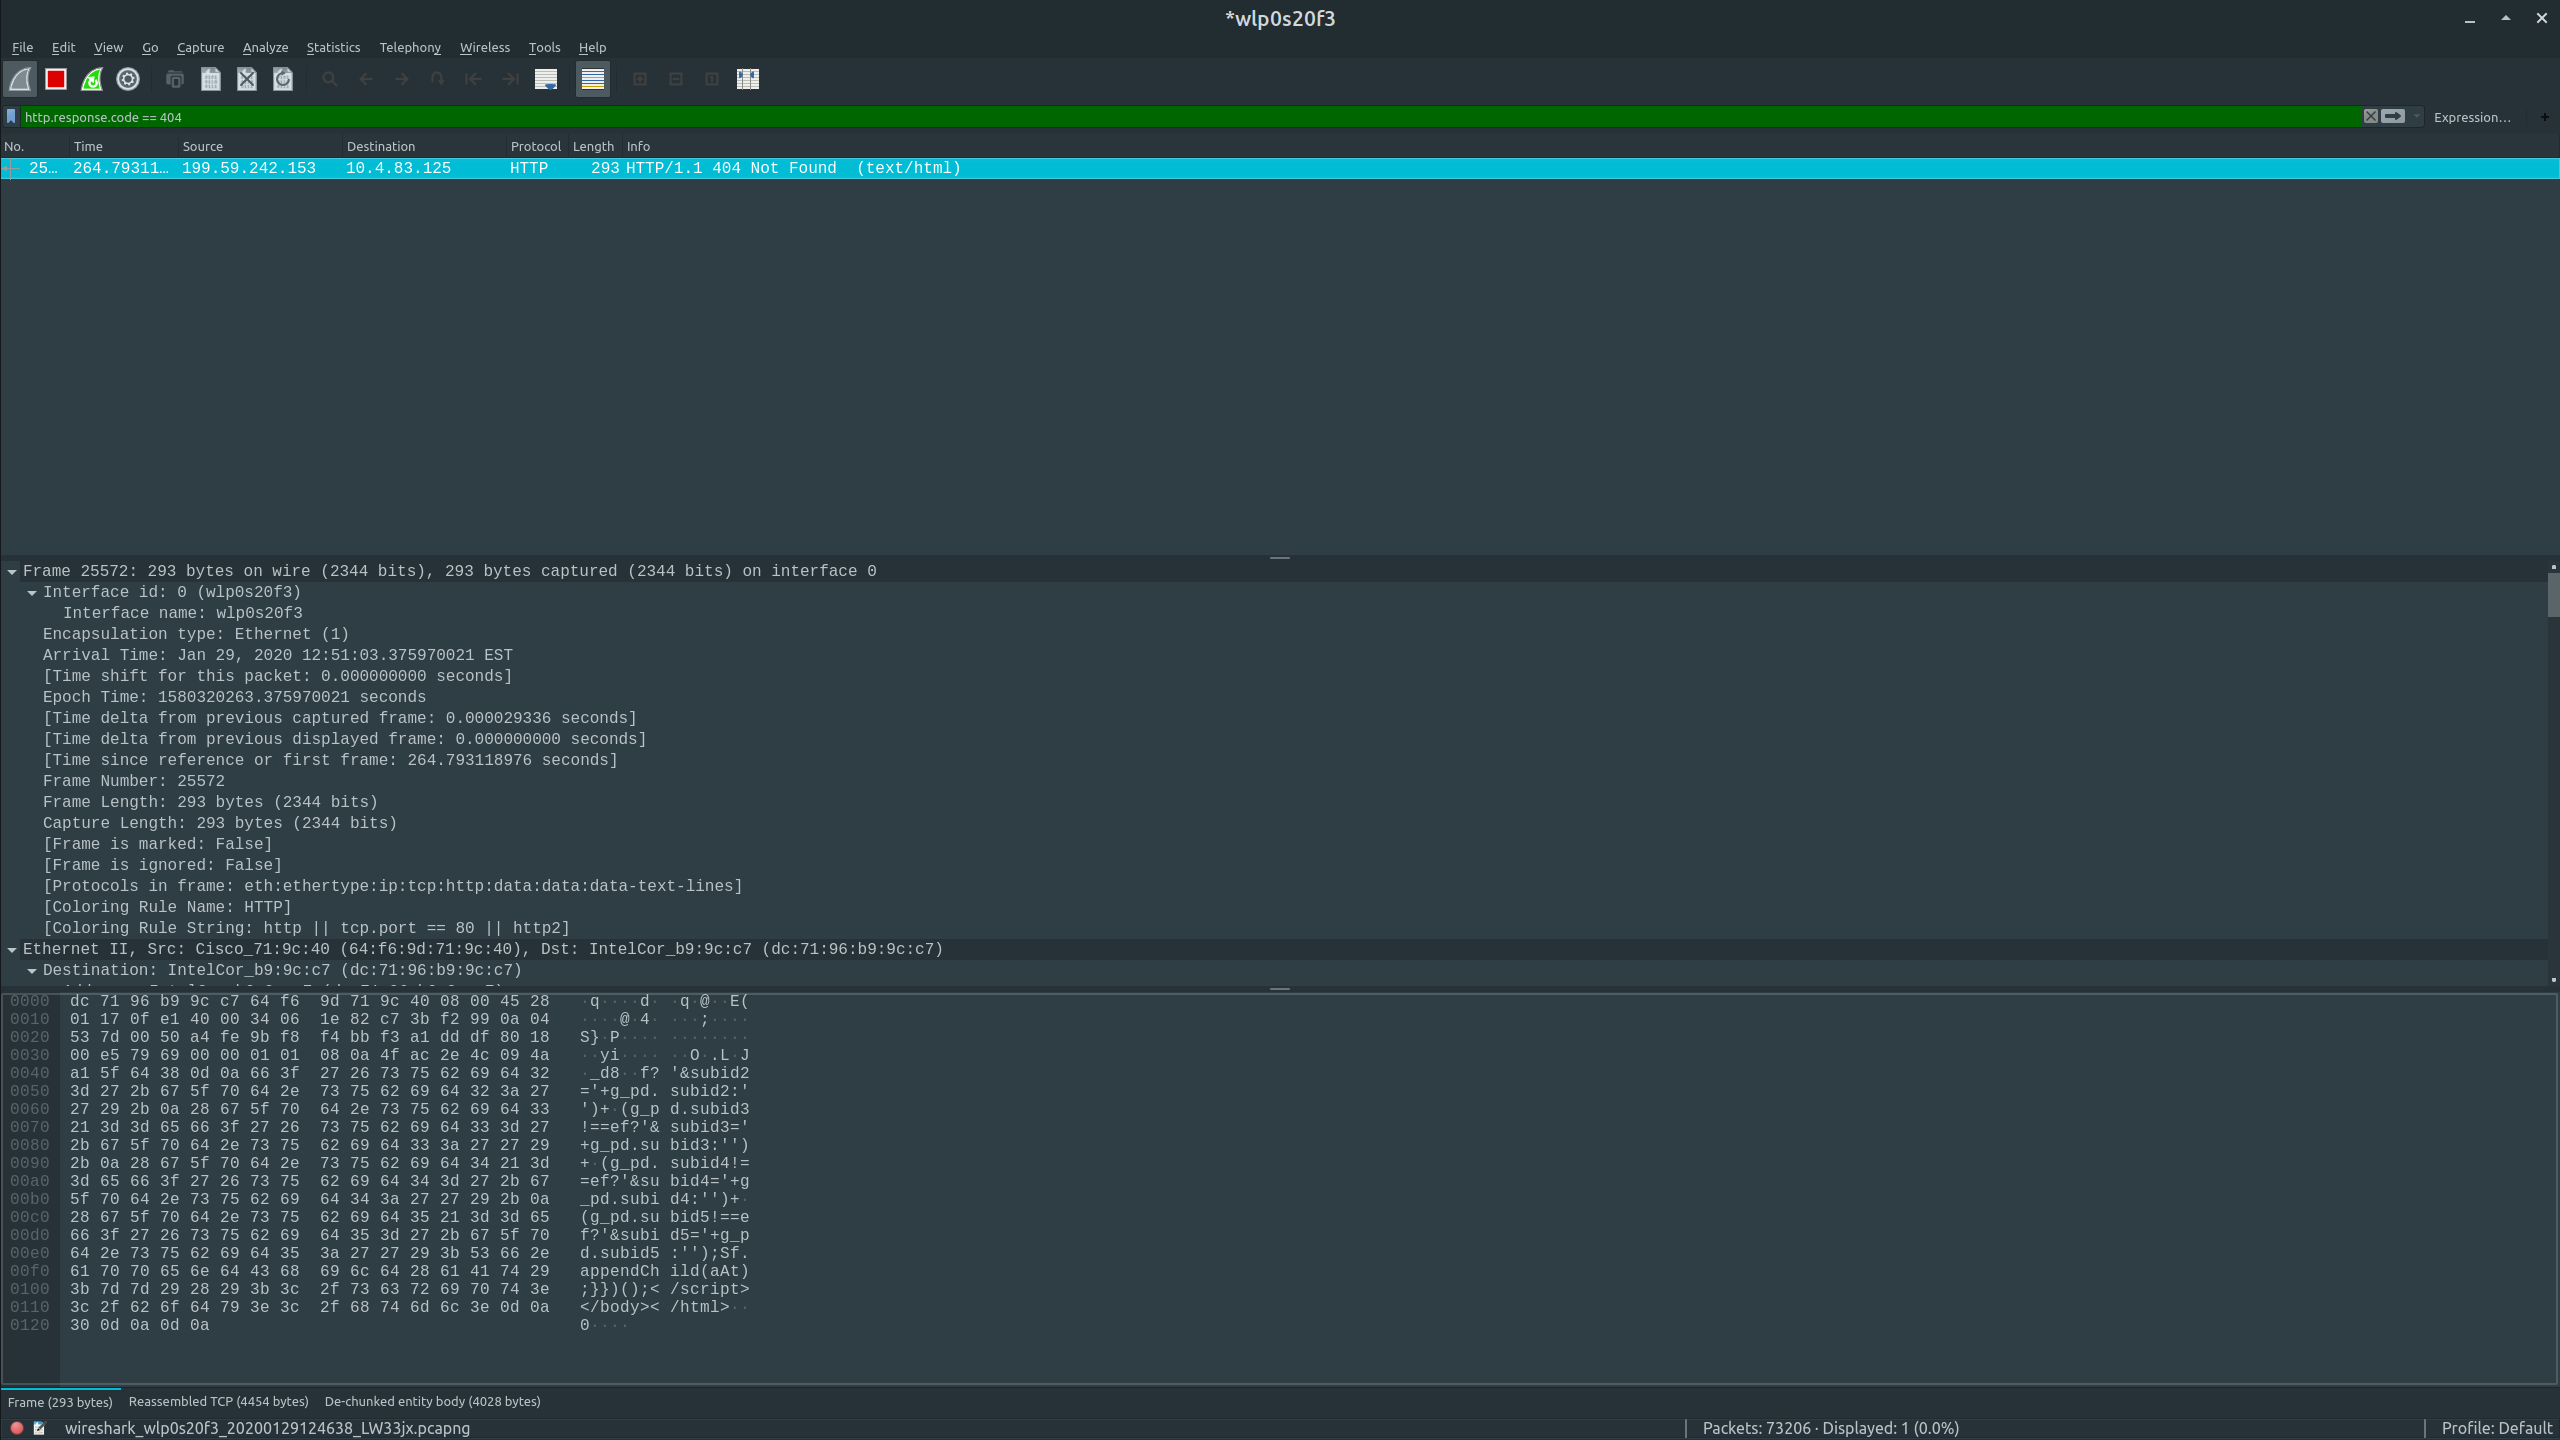 *wlp0s20f3
File Edit View Go Capture Analyze Statistics Telephony Wireless Tools Help
http.response.code == 404 Expression… +
No. Time Source Destination Protocol Length Info
25… 264.79311… 199.59.242.153 10.4.83.125 HTTP 293 HTTP/1.1 404 Not Found (text/html)
Frame 25572: 293 bytes on wire (2344 bits), 293 bytes captured (2344 bits) on interface 0
Interface id: 0 (wlp0s20f3)
Interface name: wlp0s20f3
Encapsulation type: Ethernet (1)
Arrival Time: Jan 29, 2020 12:51:03.375970021 EST
[Time shift for this packet: 0.000000000 seconds]
Epoch Time: 1580320263.375970021 seconds
[Time delta from previous captured frame: 0.000029336 seconds]
[Time delta from previous displayed frame: 0.000000000 seconds]
[Time since reference or first frame: 264.793118976 seconds]
Frame Number: 25572
Frame Length: 293 bytes (2344 bits)
Capture Length: 293 bytes (2344 bits)
[Frame is marked: False]
[Frame is ignored: False]
[Protocols in frame: eth:ethertype:ip:tcp:http:data:data:data-text-lines]
[Coloring Rule Name: HTTP]
[Coloring Rule String: http || tcp.port == 80 || http2]
Ethernet II, Src: Cisco_71:9c:40 (64:f6:9d:71:9c:40), Dst: IntelCor_b9:9c:c7 (dc:71:96:b9:9c:c7)
Destination: IntelCor_b9:9c:c7 (dc:71:96:b9:9c:c7)
0000 dc 71 96 b9 9c c7 64 f6 9d 71 9c 40 08 00 45 28 ·q····d· ·q·@··E(
0010 01 17 0f e1 40 00 34 06 1e 82 c7 3b f2 99 0a 04 ····@·4· ···;····
0020 53 7d 00 50 a4 fe 9b f8 f4 bb f3 a1 dd df 80 18 S}·P···· ········
0030 00 e5 79 69 00 00 01 01 08 0a 4f ac 2e 4c 09 4a ··yi···· ··O·.L·J
0040 a1 5f 64 38 0d 0a 66 3f 27 26 73 75 62 69 64 32 ·_d8··f? '&subid2
0050 3d 27 2b 67 5f 70 64 2e 73 75 62 69 64 32 3a 27 ='+g_pd. subid2:'
0060 27 29 2b 0a 28 67 5f 70 64 2e 73 75 62 69 64 33 ')+·(g_p d.subid3
0070 21 3d 3d 65 66 3f 27 26 73 75 62 69 64 33 3d 27 !==ef?'& subid3='
0080 2b 67 5f 70 64 2e 73 75 62 69 64 33 3a 27 27 29 +g_pd.su bid3:'')
0090 2b 0a 28 67 5f 70 64 2e 73 75 62 69 64 34 21 3d +·(g_pd. subid4!=
00a0 3d 65 66 3f 27 26 73 75 62 69 64 34 3d 27 2b 67 =ef?'&su bid4='+g
00b0 5f 70 64 2e 73 75 62 69 64 34 3a 27 27 29 2b 0a _pd.subi d4:'')+·
00c0 28 67 5f 70 64 2e 73 75 62 69 64 35 21 3d 3d 65 (g_pd.su bid5!==e
00d0 66 3f 27 26 73 75 62 69 64 35 3d 27 2b 67 5f 70 f?'&subi d5='+g_p
00e0 64 2e 73 75 62 69 64 35 3a 27 27 29 3b 53 66 2e d.subid5 :'');Sf.
00f0 61 70 70 65 6e 64 43 68 69 6c 64 28 61 41 74 29 appendCh ild(aAt)
0100 3b 7d 7d 29 28 29 3b 3c 2f 73 63 72 69 70 74 3e ;}})();< /script>
0110 3c 2f 62 6f 64 79 3e 3c 2f 68 74 6d 6c 3e 0d 0a </body>< /html>··
0120 30 0d 0a 0d 0a 0····
Frame (293 bytes) Reassembled TCP (4454 bytes) De-chunked entity body (4028 bytes)
wireshark_wlp0s20f3_20200129124638_LW33jx.pcapng Packets: 73206 · Displayed: 1 (0.0%) Profile: Default